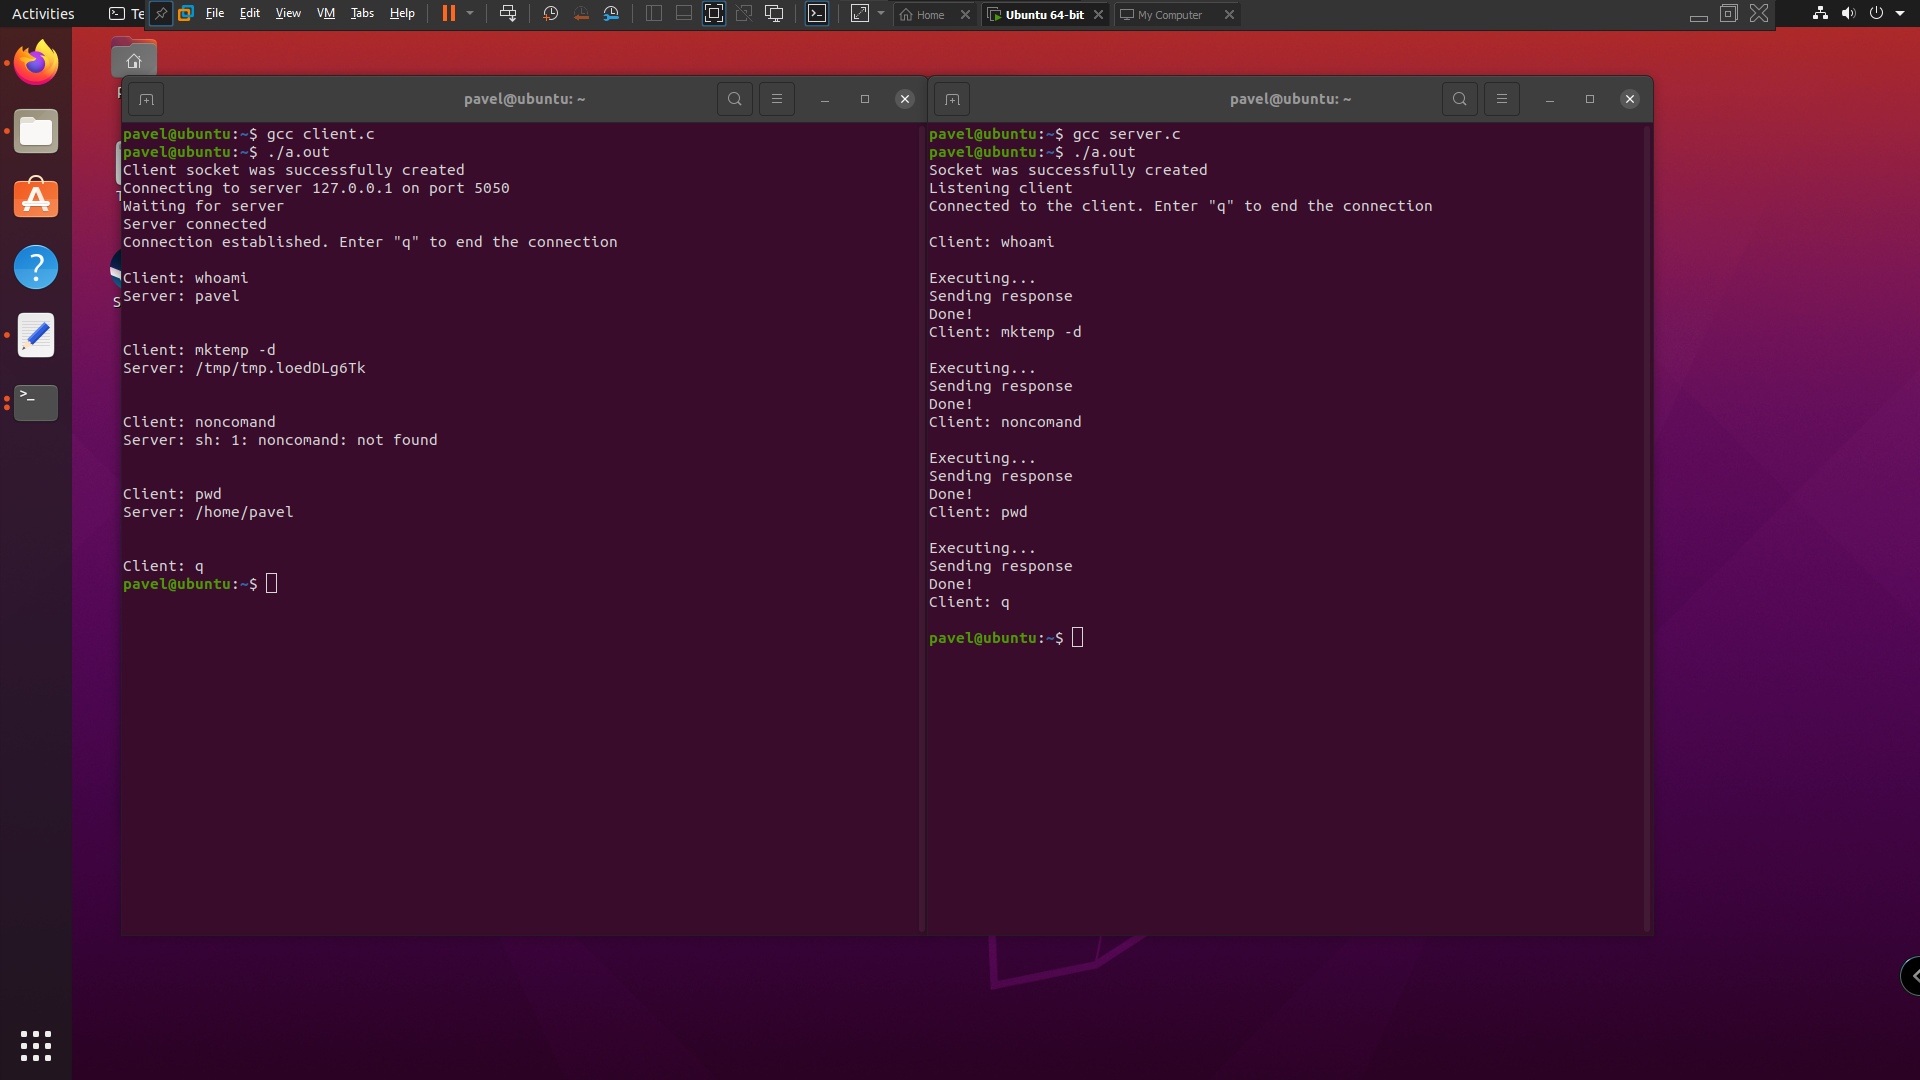 Activities
Te
File Edit View VM Tabs Help
Home
Ubuntu 64-bit
My Computer
pavel@ubuntu: ~
pavel@ubuntu:~$ gcc client.c
pavel@ubuntu:~$ ./a.out
Client socket was successfully created
Connecting to server 127.0.0.1 on port 5050
Waiting for server
Server connected
Connection established. Enter "q" to end the connection
Client: whoami
Server: pavel
Client: mktemp -d
Server: /tmp/tmp.loedDLg6Tk
Client: noncomand
Server: sh: 1: noncomand: not found
Client: pwd
Server: /home/pavel
Client: q
pavel@ubuntu:~$
pavel@ubuntu: ~
pavel@ubuntu:~$ gcc server.c
pavel@ubuntu:~$ ./a.out
Socket was successfully created
Listening client
Connected to the client. Enter "q" to end the connection
Client: whoami
Executing...
Sending response
Done!
Client: mktemp -d
Executing...
Sending response
Done!
Client: noncomand
Executing...
Sending response
Done!
Client: pwd
Executing...
Sending response
Done!
Client: q
pavel@ubuntu:~$